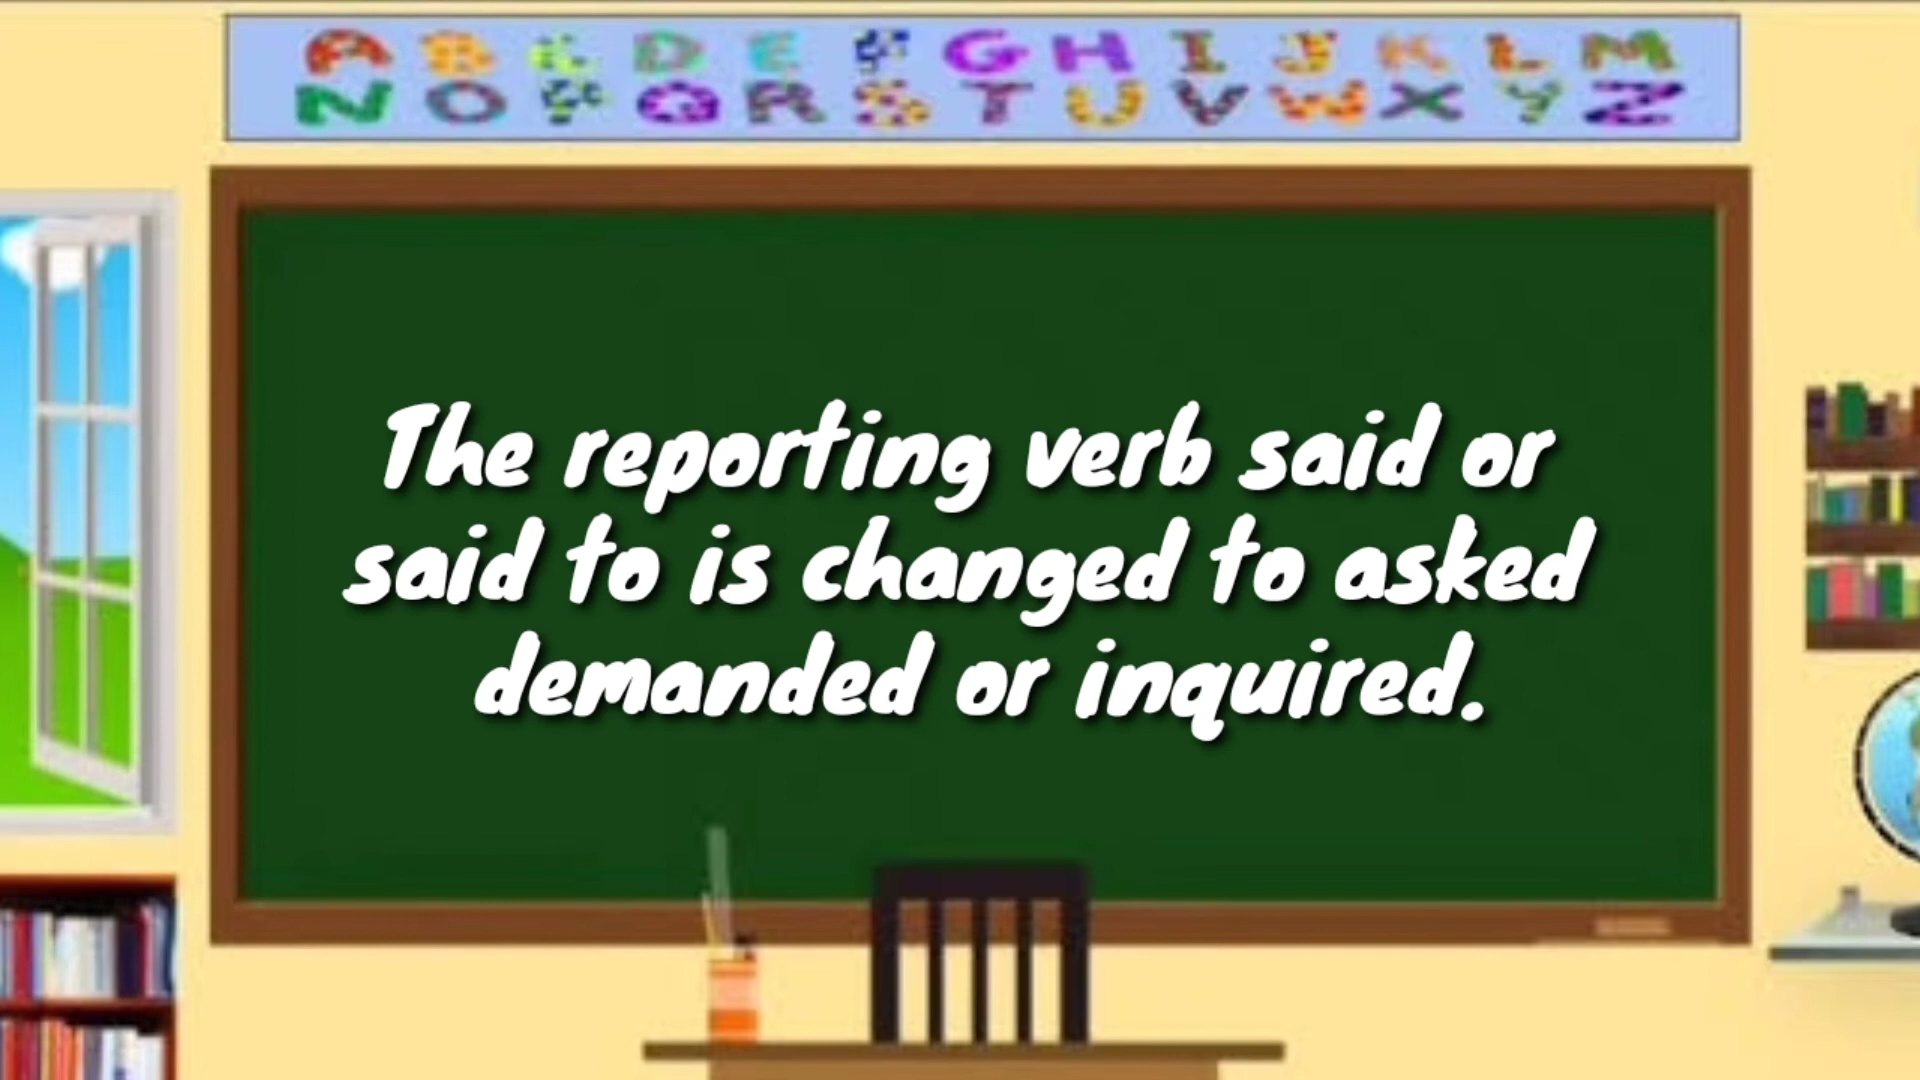 A B C D E F G H I J K L M
N O P Q R S T U V W X Y Z
The reporting verb said or
said to is changed to asked
demanded or inquired.